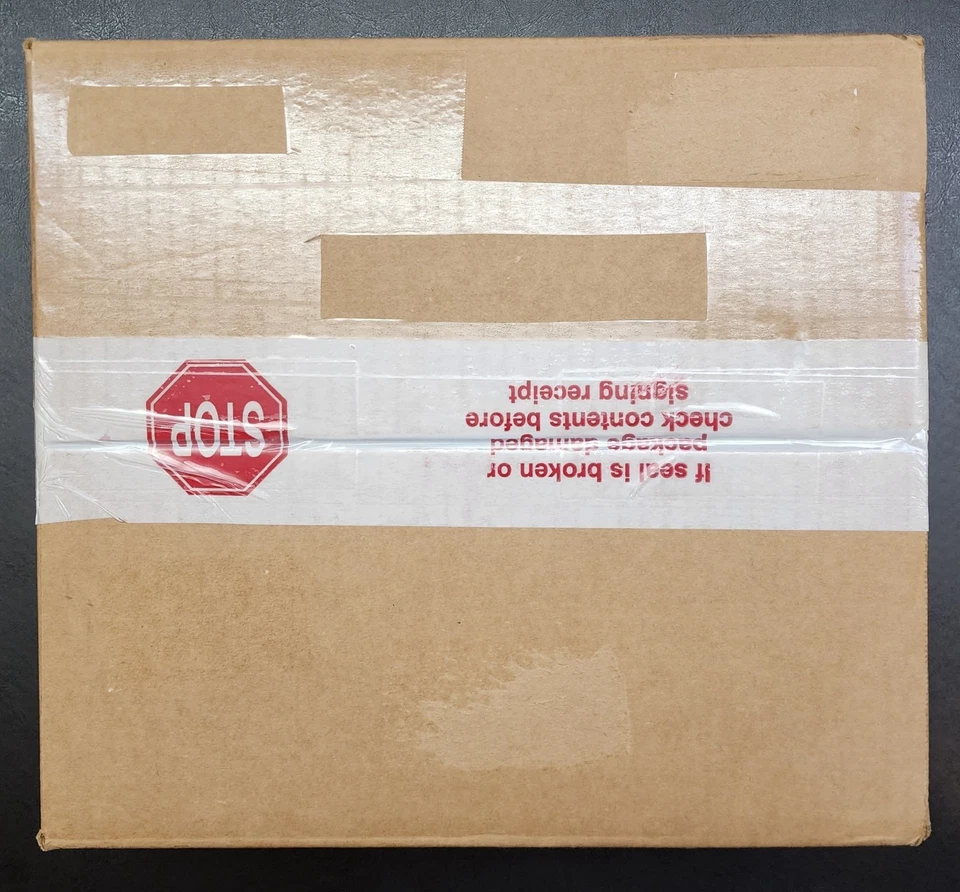 STOP
If seal is broken or
package damaged
check contents before
signing receipt